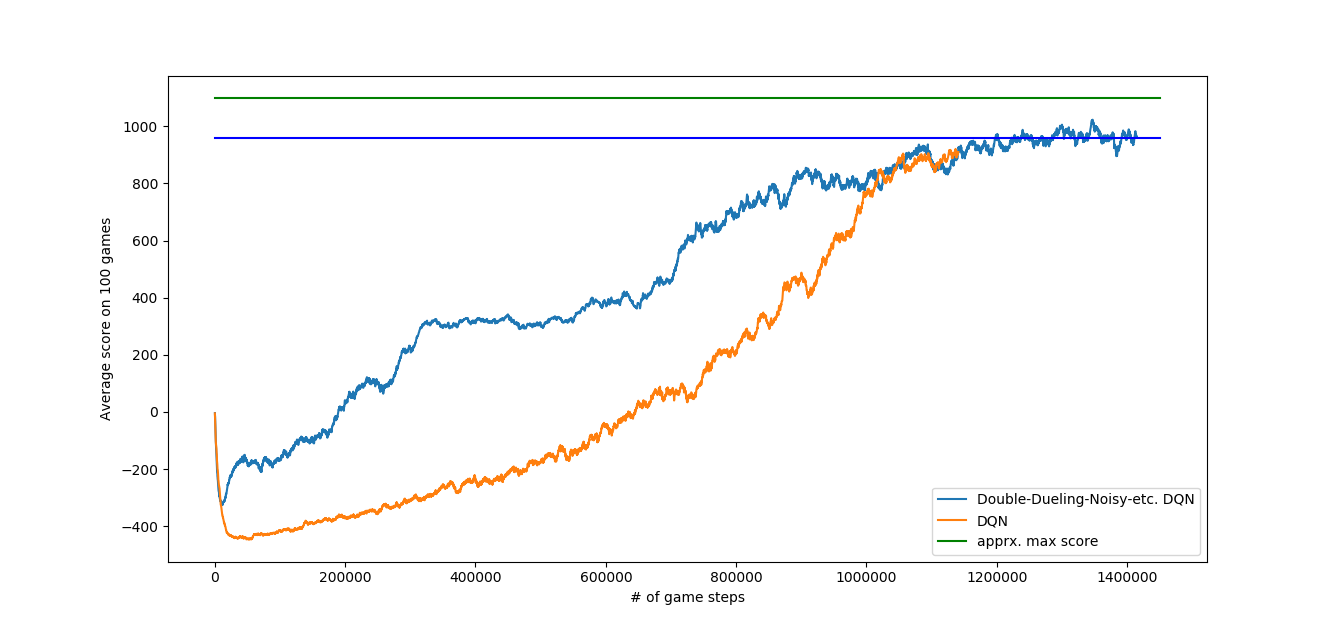 1000
800
600
400
200
0
−200
−400
Average score on 100 games
0 200000 400000 600000 800000 1000000 1200000 1400000
# of game steps
Double-Dueling-Noisy-etc. DQN
DQN
apprx. max score